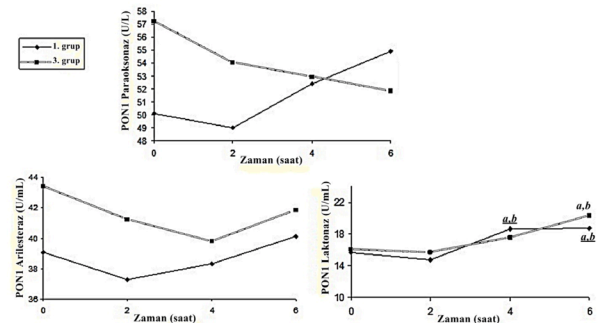 1. grup
3. grup
PON1 Paraoksonaz (U/L)
58
57
56
55
54
53
52
51
50
49
48
0 2 4 6
Zaman (saat)
PON1 Arilesteraz (U/mL)
44
42
40
38
36
0 2 4 6
Zaman (saat)
PON1 Laktonaz (U/mL)
22
18
14
10
a,b
a,b
a,b
0 2 4 6
Zaman (saat)